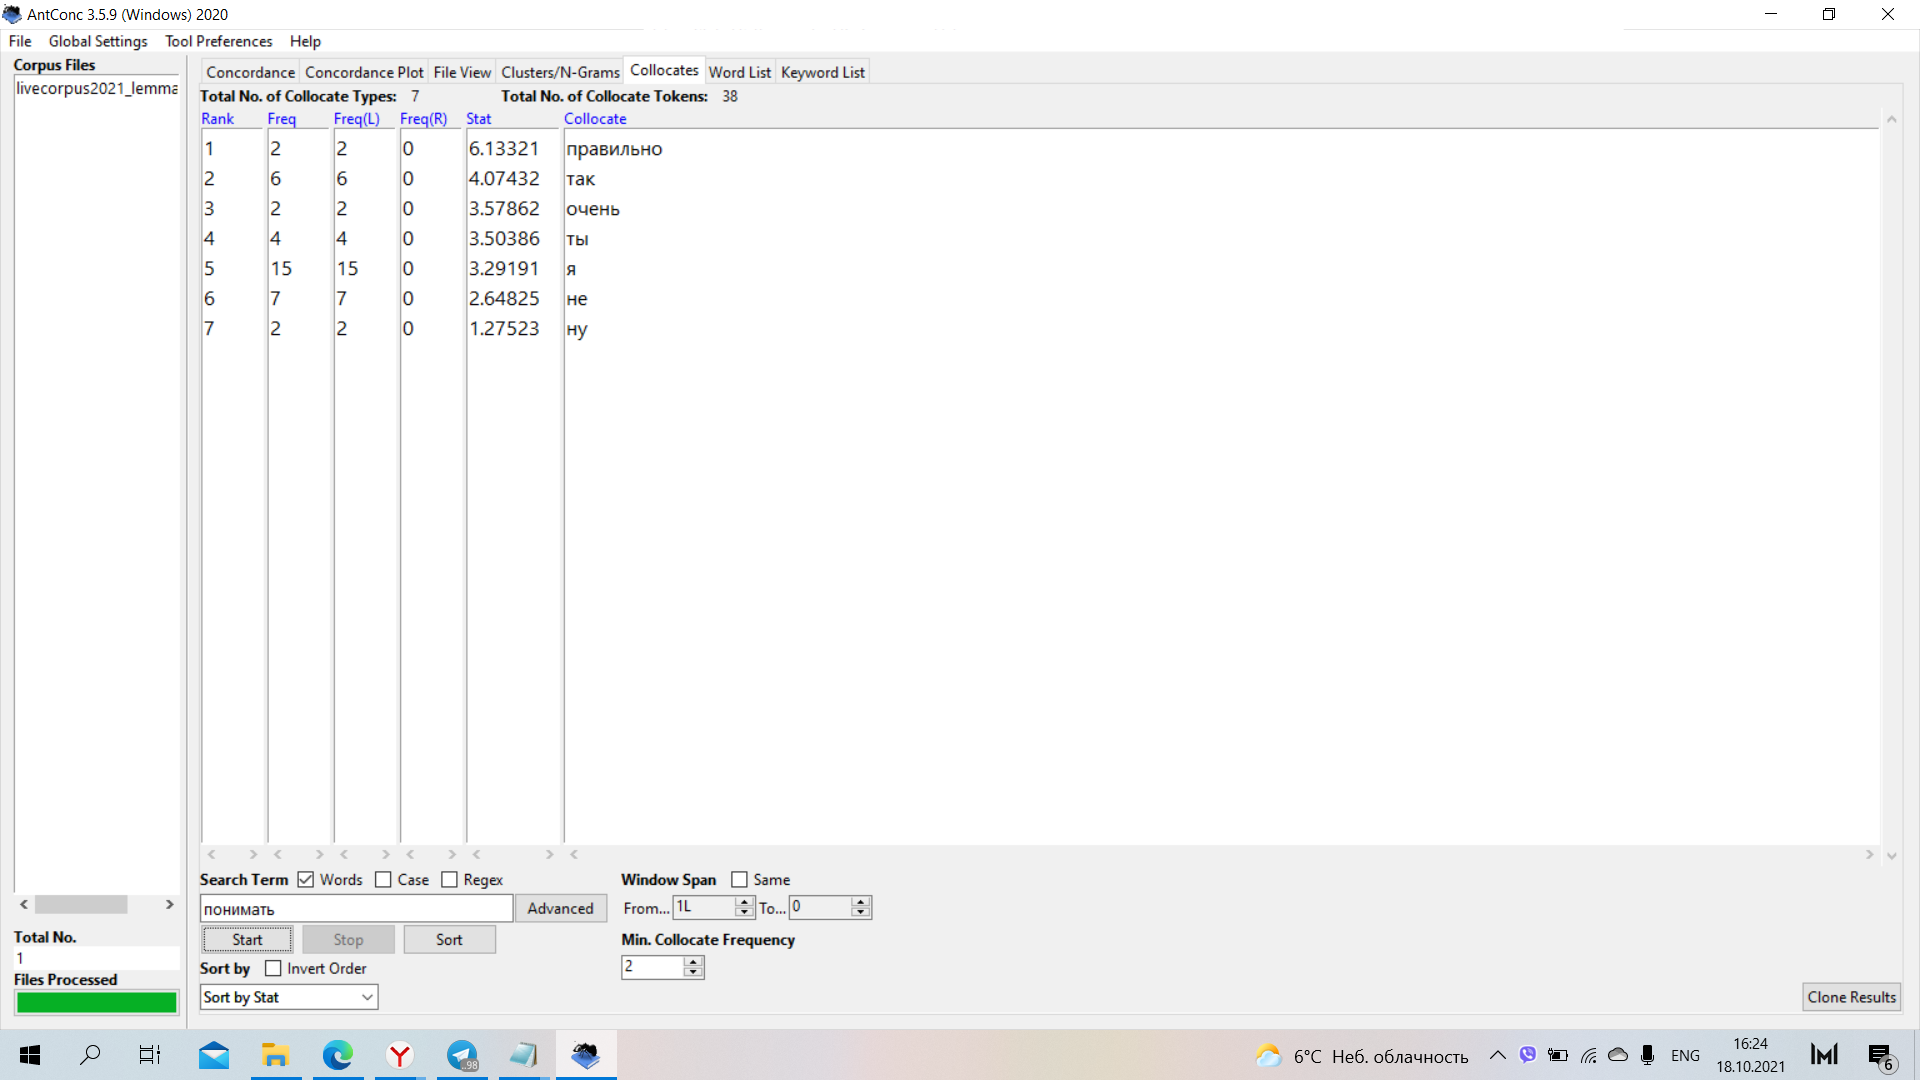 AntConc 3.5.9 (Windows) 2020
File Global Settings Tool Preferences Help
Corpus Files
livecorpus2021_lemma
Concordance Concordance Plot File View Clusters/N-Grams Collocates Word List Keyword List
Total No. of Collocate Types: 7 Total No. of Collocate Tokens: 38
Rank Freq Freq(L) Freq(R) Stat Collocate
1 2 2 0 6.13321 правильно
2 6 6 0 4.07432 так
3 2 2 0 3.57862 очень
4 4 4 0 3.50386 ты
5 15 15 0 3.29191 я
6 7 7 0 2.64825 не
7 2 2 0 1.27523 ну
Search Term Words Case Regex Window Span Same
понимать Advanced From... 1L To... 0
Start Stop Sort Min. Collocate Frequency
Sort by Invert Order 2
Sort by Stat
Total No.
1
Files Processed
Clone Results
..98
6°C Неб. облачность ENG 16:24
18.10.2021
6